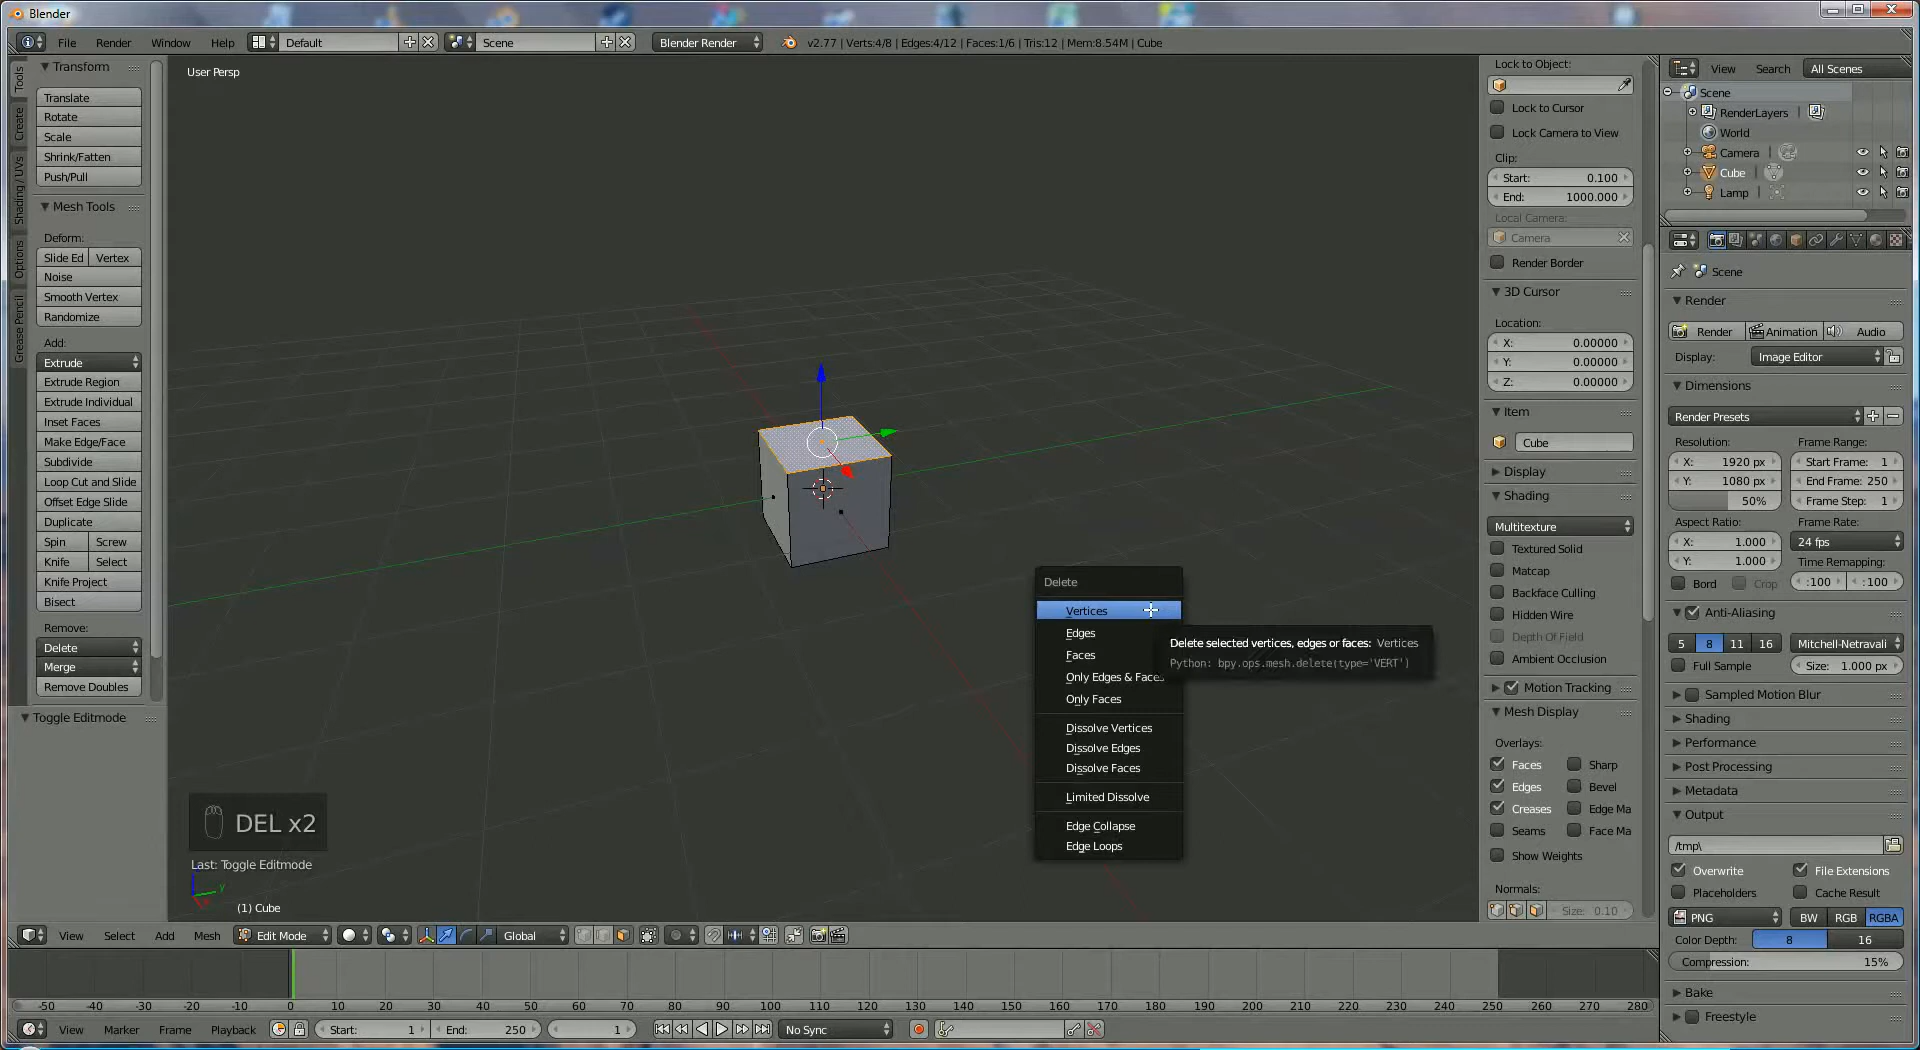 Blender
File Render Window Help Default Scene Blender Render v2.77 | Verts:4/8 | Edges:4/12 | Faces:1/6 | Tris:12 | Mem:8.54M | Cube
Tools
Create
Shading / UVs
Options
Grease Pencil
Transform
Translate
Rotate
Scale
Shrink/Fatten
Push/Pull
Mesh Tools
Deform:
Slide Ed Vertex
Noise
Smooth Vertex
Randomize
Add:
Extrude
Extrude Region
Extrude Individual
Inset Faces
Make Edge/Face
Subdivide
Loop Cut and Slide
Offset Edge Slide
Duplicate
Spin Screw
Knife Select
Knife Project
Bisect
Remove:
Delete
Merge
Remove Doubles
Toggle Editmode
User Persp
Delete
Vertices
Edges
Faces
Only Edges & Faces
Only Faces
Dissolve Vertices
Dissolve Edges
Dissolve Faces
Limited Dissolve
Edge Collapse
Edge Loops
Delete selected vertices, edges or faces: Vertices
Python: bpy.ops.mesh.delete(type='VERT')
DEL x2
Last: Toggle Editmode
y
(1) Cube
Lock to Object:
Lock to Cursor
Lock Camera to View
Clip:
Start: 0.100
End: 1000.000
Local Camera:
Camera
Render Border
3D Cursor
Location:
X: 0.00000
Y: 0.00000
Z: 0.00000
Item
Cube
Display
Shading
Multitexture
Textured Solid
Matcap
Backface Culling
Hidden Wire
Depth Of Field
Ambient Occlusion
Motion Tracking
Mesh Display
Overlays:
Faces Sharp
Edges Bevel
Creases Edge Ma
Seams Face Ma
Show Weights
Normals:
Size: 0.10
View Search All Scenes
Scene
RenderLayers |
World
Camera |
Cube |
Lamp |
Scene
Render
Render Animation Audio
Display: Image Editor
Dimensions
Render Presets
Resolution: Frame Range:
X: 1920 px Start Frame: 1
Y: 1080 px End Frame: 250
50% Frame Step: 1
Aspect Ratio: Frame Rate:
X: 1.000 24 fps
Y: 1.000 Time Remapping:
Bord Crop :100 :100
Anti-Aliasing
5 8 11 16 Mitchell-Netravali
Full Sample Size: 1.000 px
Sampled Motion Blur
Shading
Performance
Post Processing
Metadata
Output
/tmp\
Overwrite File Extensions
Placeholders Cache Result
PNG BW RGB RGBA
Color Depth: 8 16
Compression: 15%
Bake
Freestyle
View Select Add Mesh Edit Mode Global
-50 -40 -30 -20 -10 0 10 20 30 40 50 60 70 80 90 100 110 120 130 140 150 160 170 180 190 200 210 220 230 240 250 260 270 280
View Marker Frame Playback Start: 1 End: 250 1 No Sync